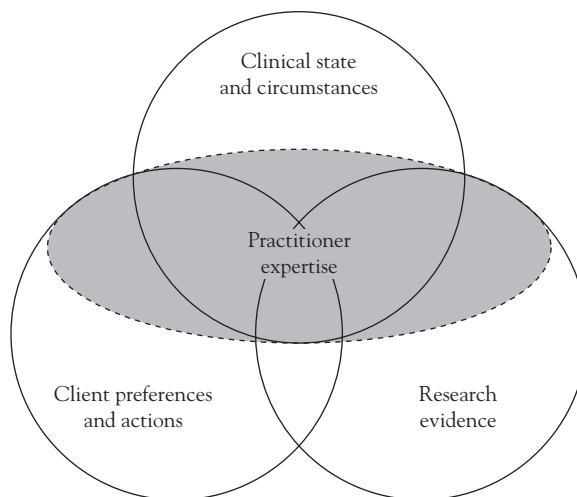 Clinical state
and circumstances
Practitioner
expertise
Client preferences
and actions
Research
evidence